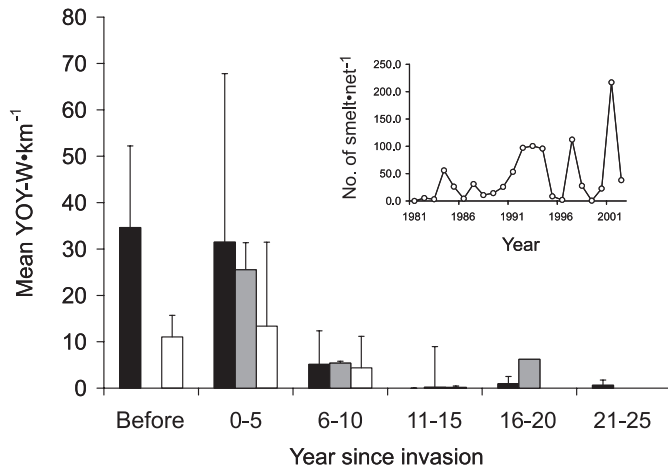 80
70
60
50
40
30
20
10
0
Mean YOY-W•km⁻¹
Before 0-5 6-10 11-15 16-20 21-25
Year since invasion
250.0
200.0
150.0
100.0
50.0
0.0
No. of smelt•net⁻¹
1981 1986 1991 1996 2001
Year